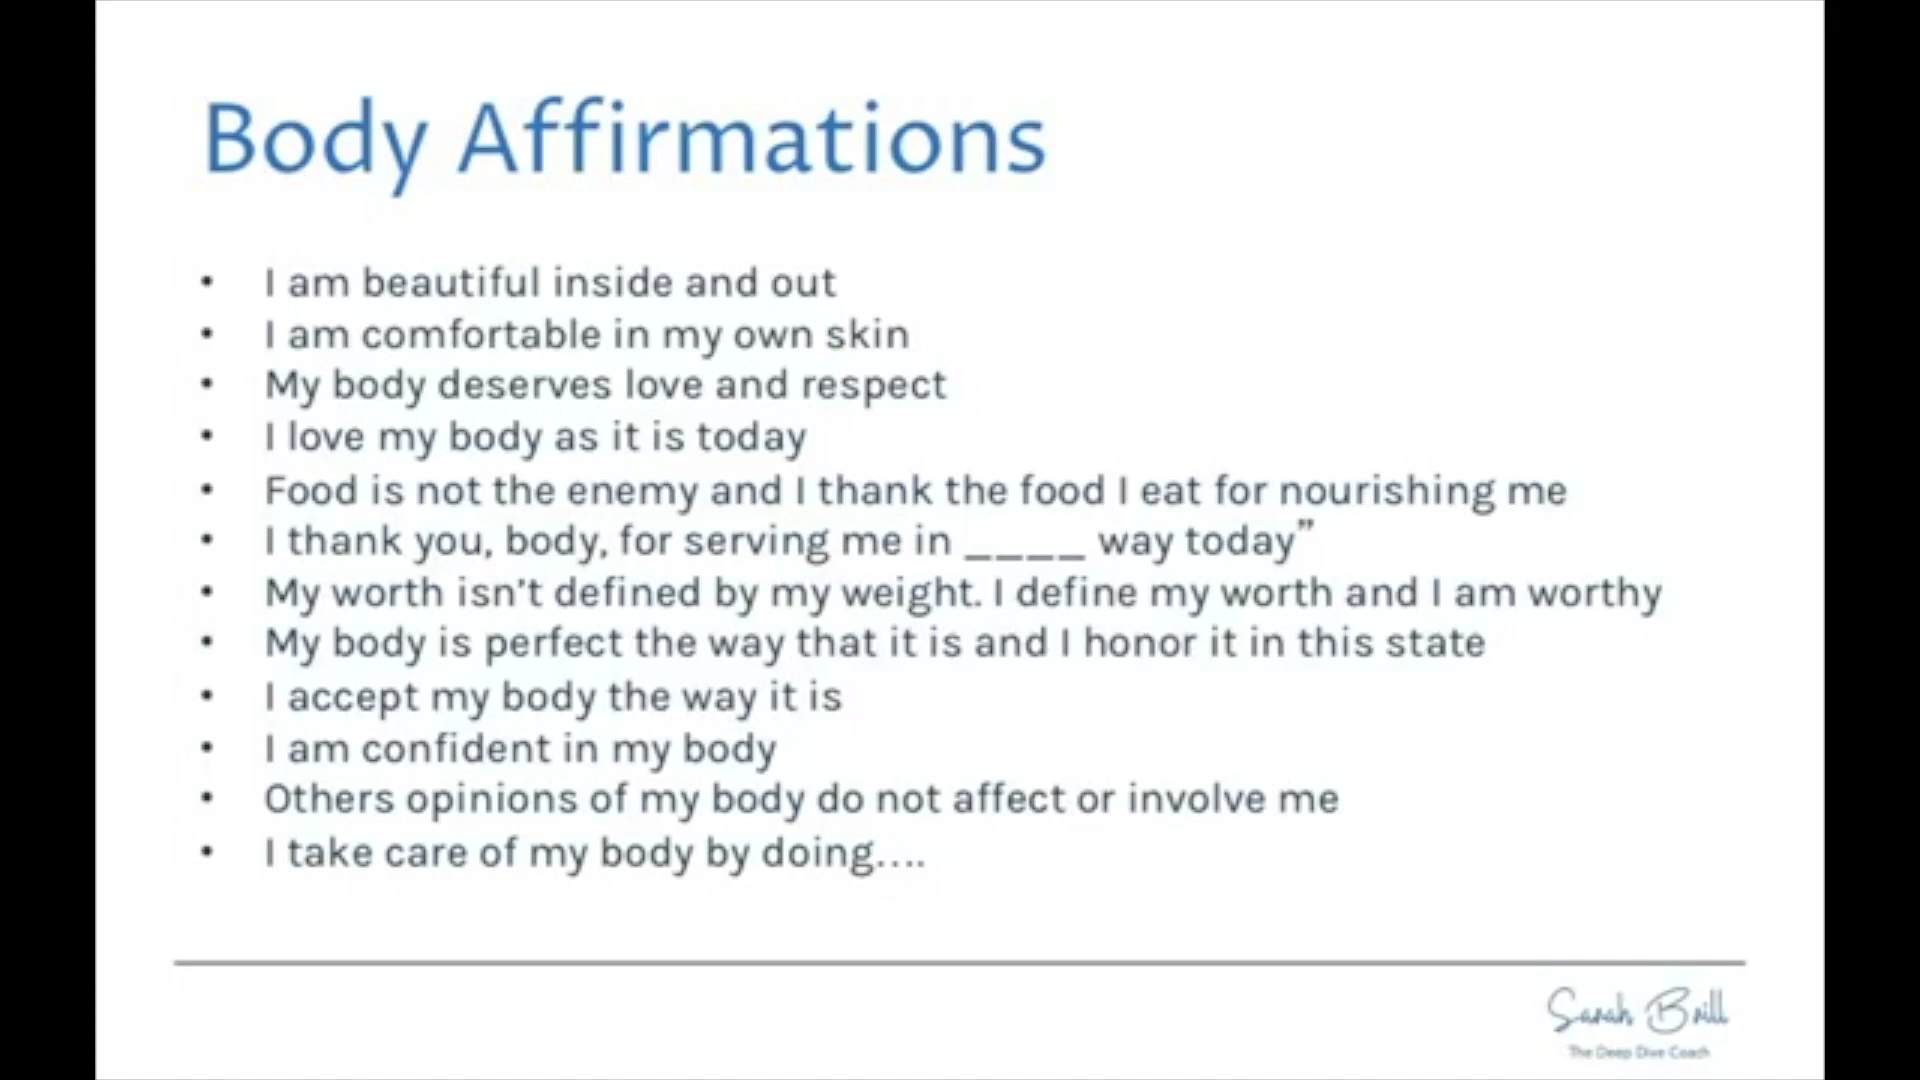 Body Affirmations
• I am beautiful inside and out
• I am comfortable in my own skin
• My body deserves love and respect
• I love my body as it is today
• Food is not the enemy and I thank the food I eat for nourishing me
• I thank you, body, for serving me in ____ way today”
• My worth isn’t defined by my weight. I define my worth and I am worthy
• My body is perfect the way that it is and I honor it in this state
• I accept my body the way it is
• I am confident in my body
• Others opinions of my body do not affect or involve me
• I take care of my body by doing....
Sarah Brill
The Deep Dive Coach